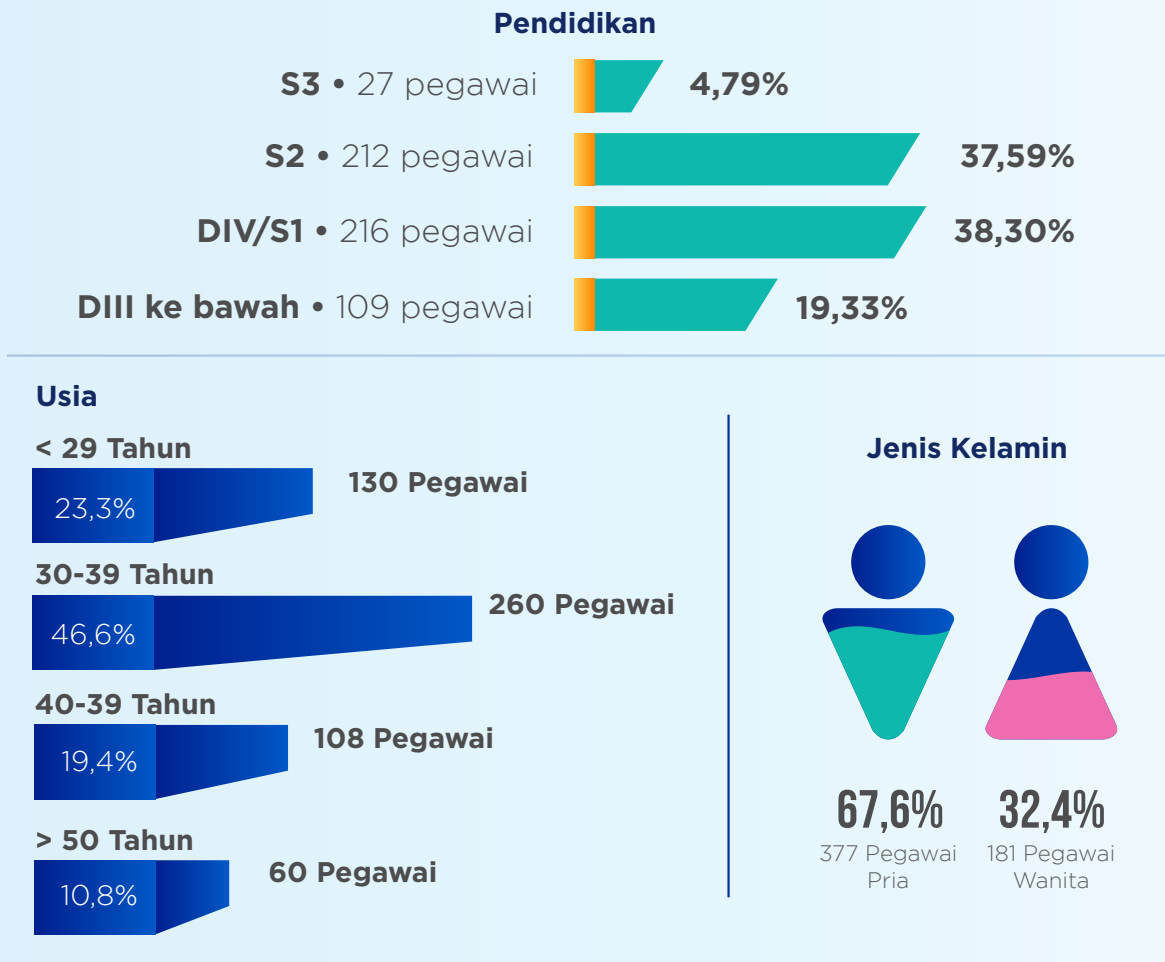 Pendidikan
S3 • 27 pegawai 4,79%
S2 • 212 pegawai 37,59%
DIV/S1 • 216 pegawai 38,30%
DIII ke bawah • 109 pegawai 19,33%
Usia
< 29 Tahun
23,3% 130 Pegawai
30-39 Tahun
46,6% 260 Pegawai
40-39 Tahun
19,4% 108 Pegawai
> 50 Tahun
10,8% 60 Pegawai
Jenis Kelamin
67,6% 32,4%
377 Pegawai 181 Pegawai
Pria Wanita